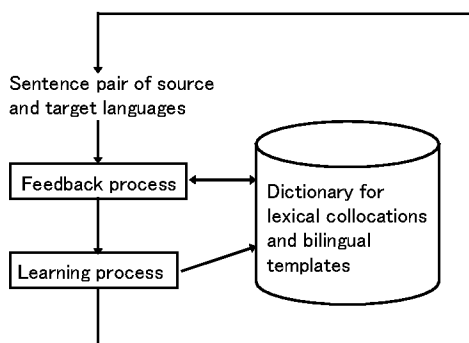 Sentence pair of source
and target languages
Feedback process
Learning process
Dictionary for
lexical collocations
and bilingual
templates